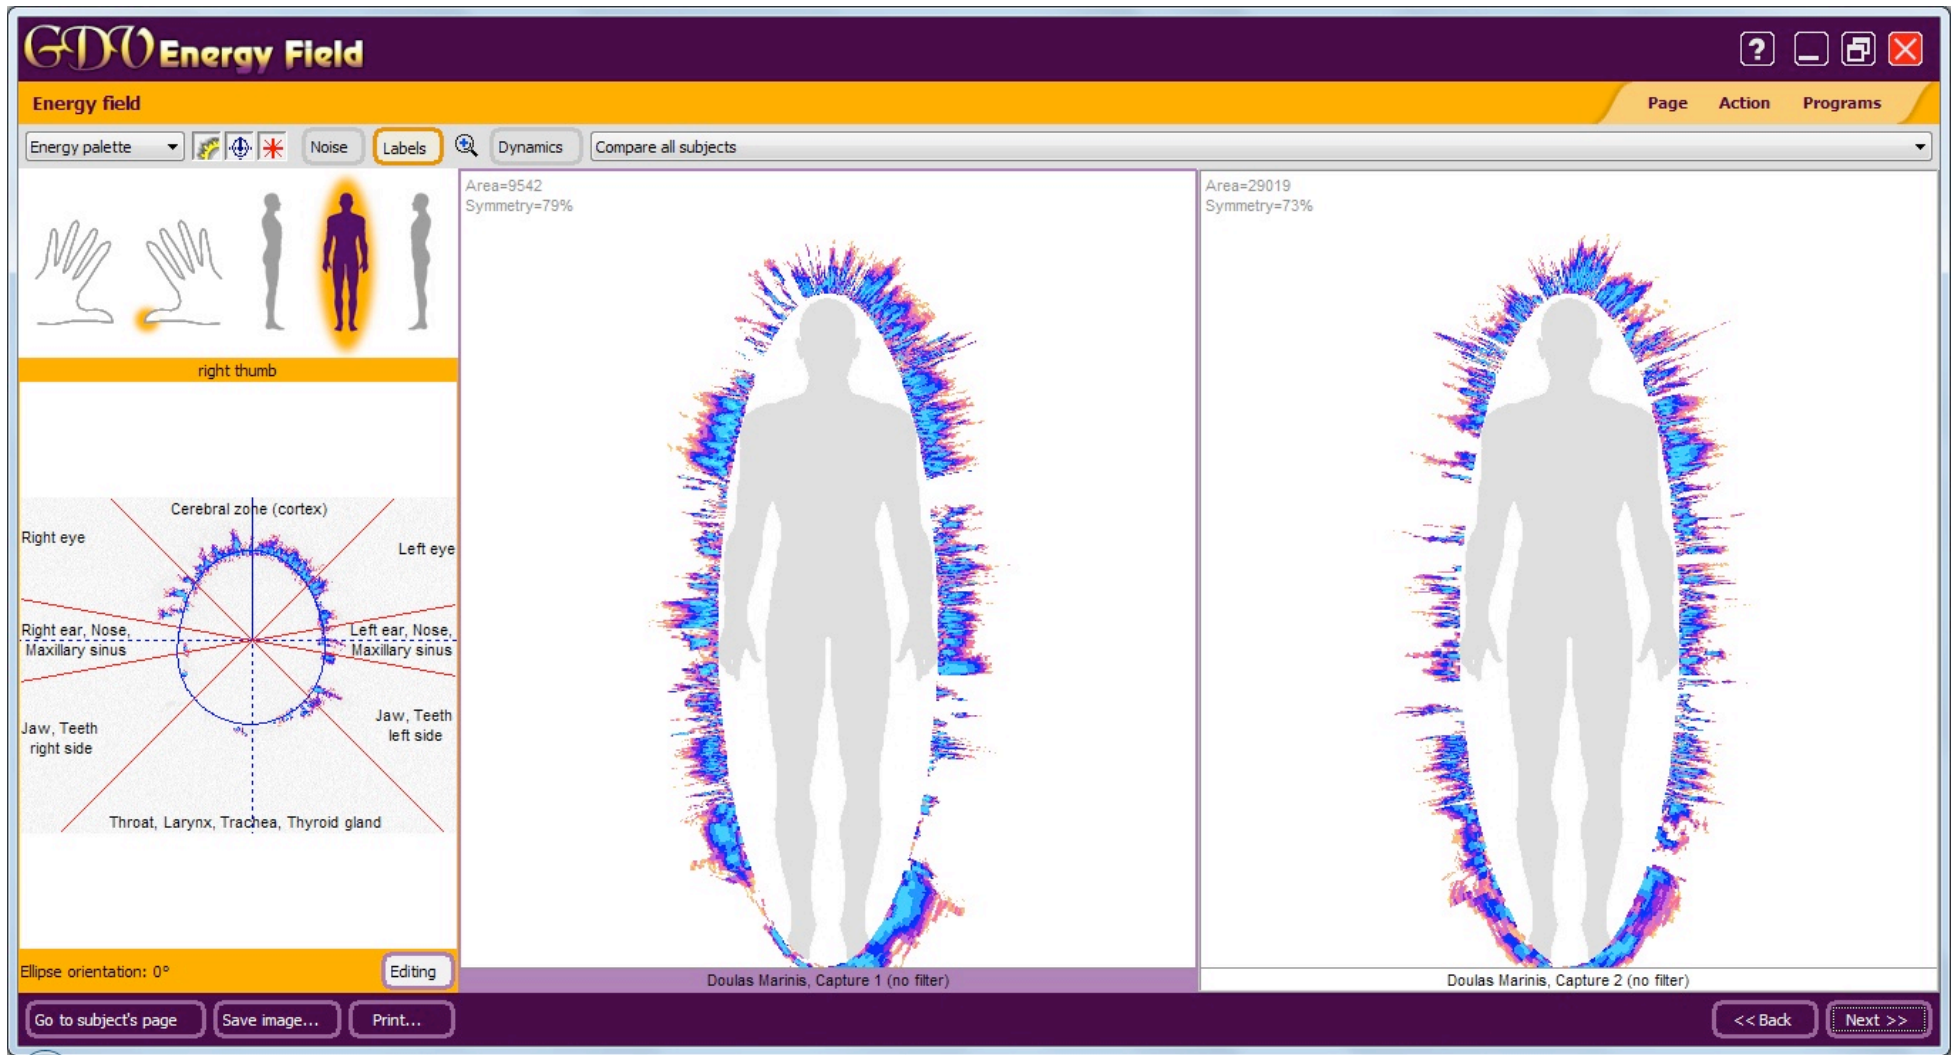 GDV Energy Field
?
Energy field
Page Action Programs
Energy palette Noise Labels Dynamics Compare all subjects
right thumb
Cerebral zone (cortex)
Right eye
Left eye
Right ear, Nose,
Maxillary sinus
Left ear, Nose,
Maxillary sinus
Jaw, Teeth
right side
Jaw, Teeth
left side
Throat, Larynx, Trachea, Thyroid gland
Ellipse orientation: 0° Editing
Area=9542
Symmetry=79%
Doulas Marinis, Capture 1 (no filter)
Area=29019
Symmetry=73%
Doulas Marinis, Capture 2 (no filter)
Go to subject's page Save image... Print... << Back Next >>